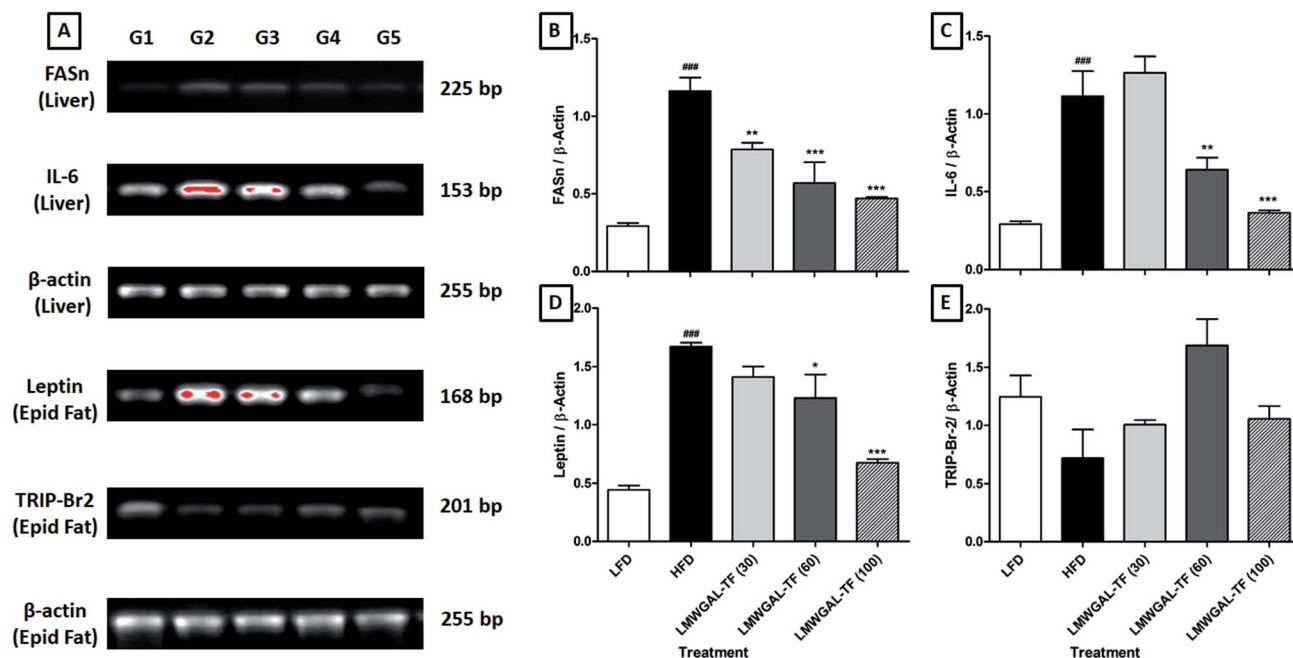 A
G1 G2 G3 G4 G5
FASn
(Liver)
225 bp
IL-6
(Liver)
153 bp
β-actin
(Liver)
255 bp
Leptin
(Epid Fat)
168 bp
TRIP-Br2
(Epid Fat)
201 bp
β-actin
(Epid Fat)
255 bp
B
FASn / β-Actin
1.5
1.0
0.5
0.0
###
**
***
***
C
IL-6 / β-Actin
1.5
1.0
0.5
0.0
###
**
***
D
Leptin / β-Actin
2.0
1.5
1.0
0.5
0.0
###
*
***
LFD
HFD
LMWGAL-TF (30)
LMWGAL-TF (60)
LMWGAL-TF (100)
Treatment
E
TRIP-Br-2/ β-Actin
2.0
1.5
1.0
0.5
0.0
LFD
HFD
LMWGAL-TF (30)
LMWGAL-TF (60)
LMWGAL-TF (100)
Treatment